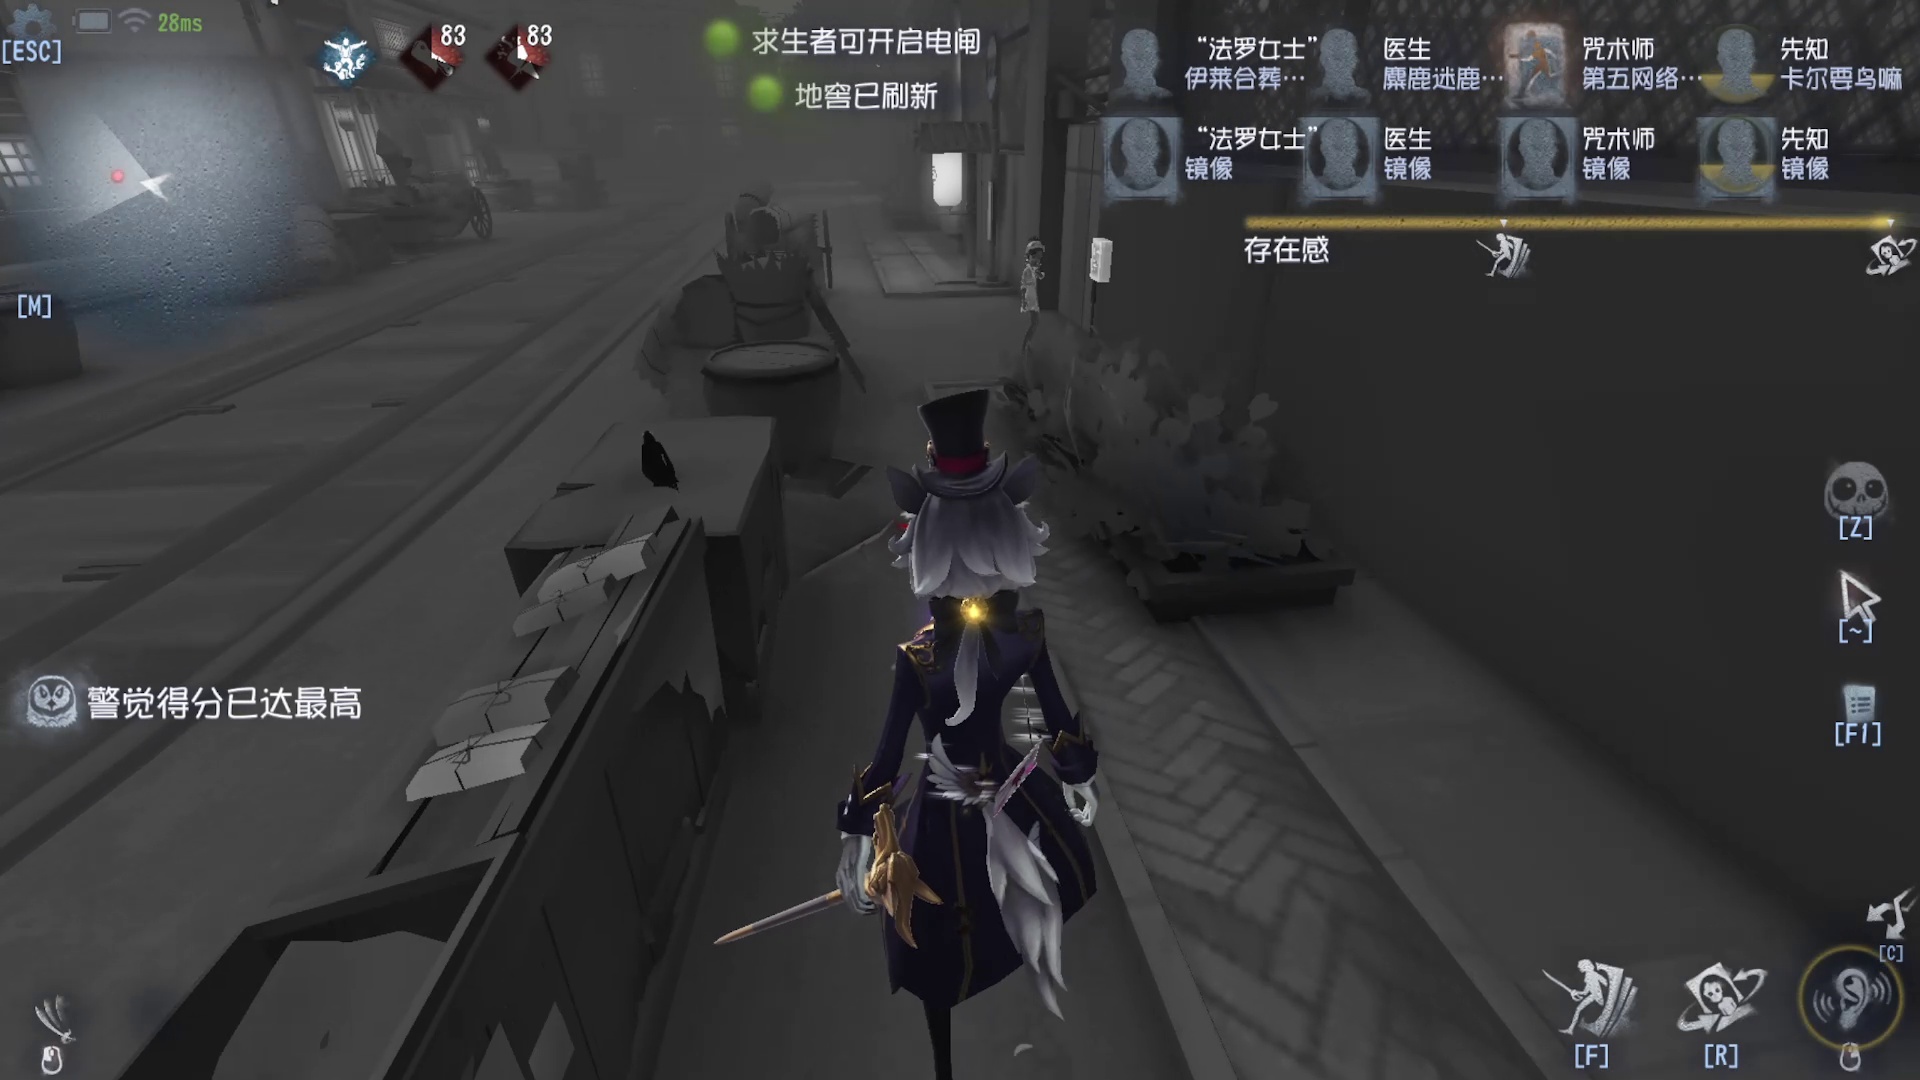 28ms
[ESC]
83
83
求生者可开启电闸
地窖已刷新
“法罗女士”
伊莱合葬…
医生
麋鹿迷鹿…
咒术师
第五网络…
先知
卡尔要鸟嘛
“法罗女士”
镜像
医生
镜像
咒术师
镜像
先知
镜像
存在感
[M]
[Z]
[~]
警觉得分已达最高
[F1]
[C]
[F]
[R]